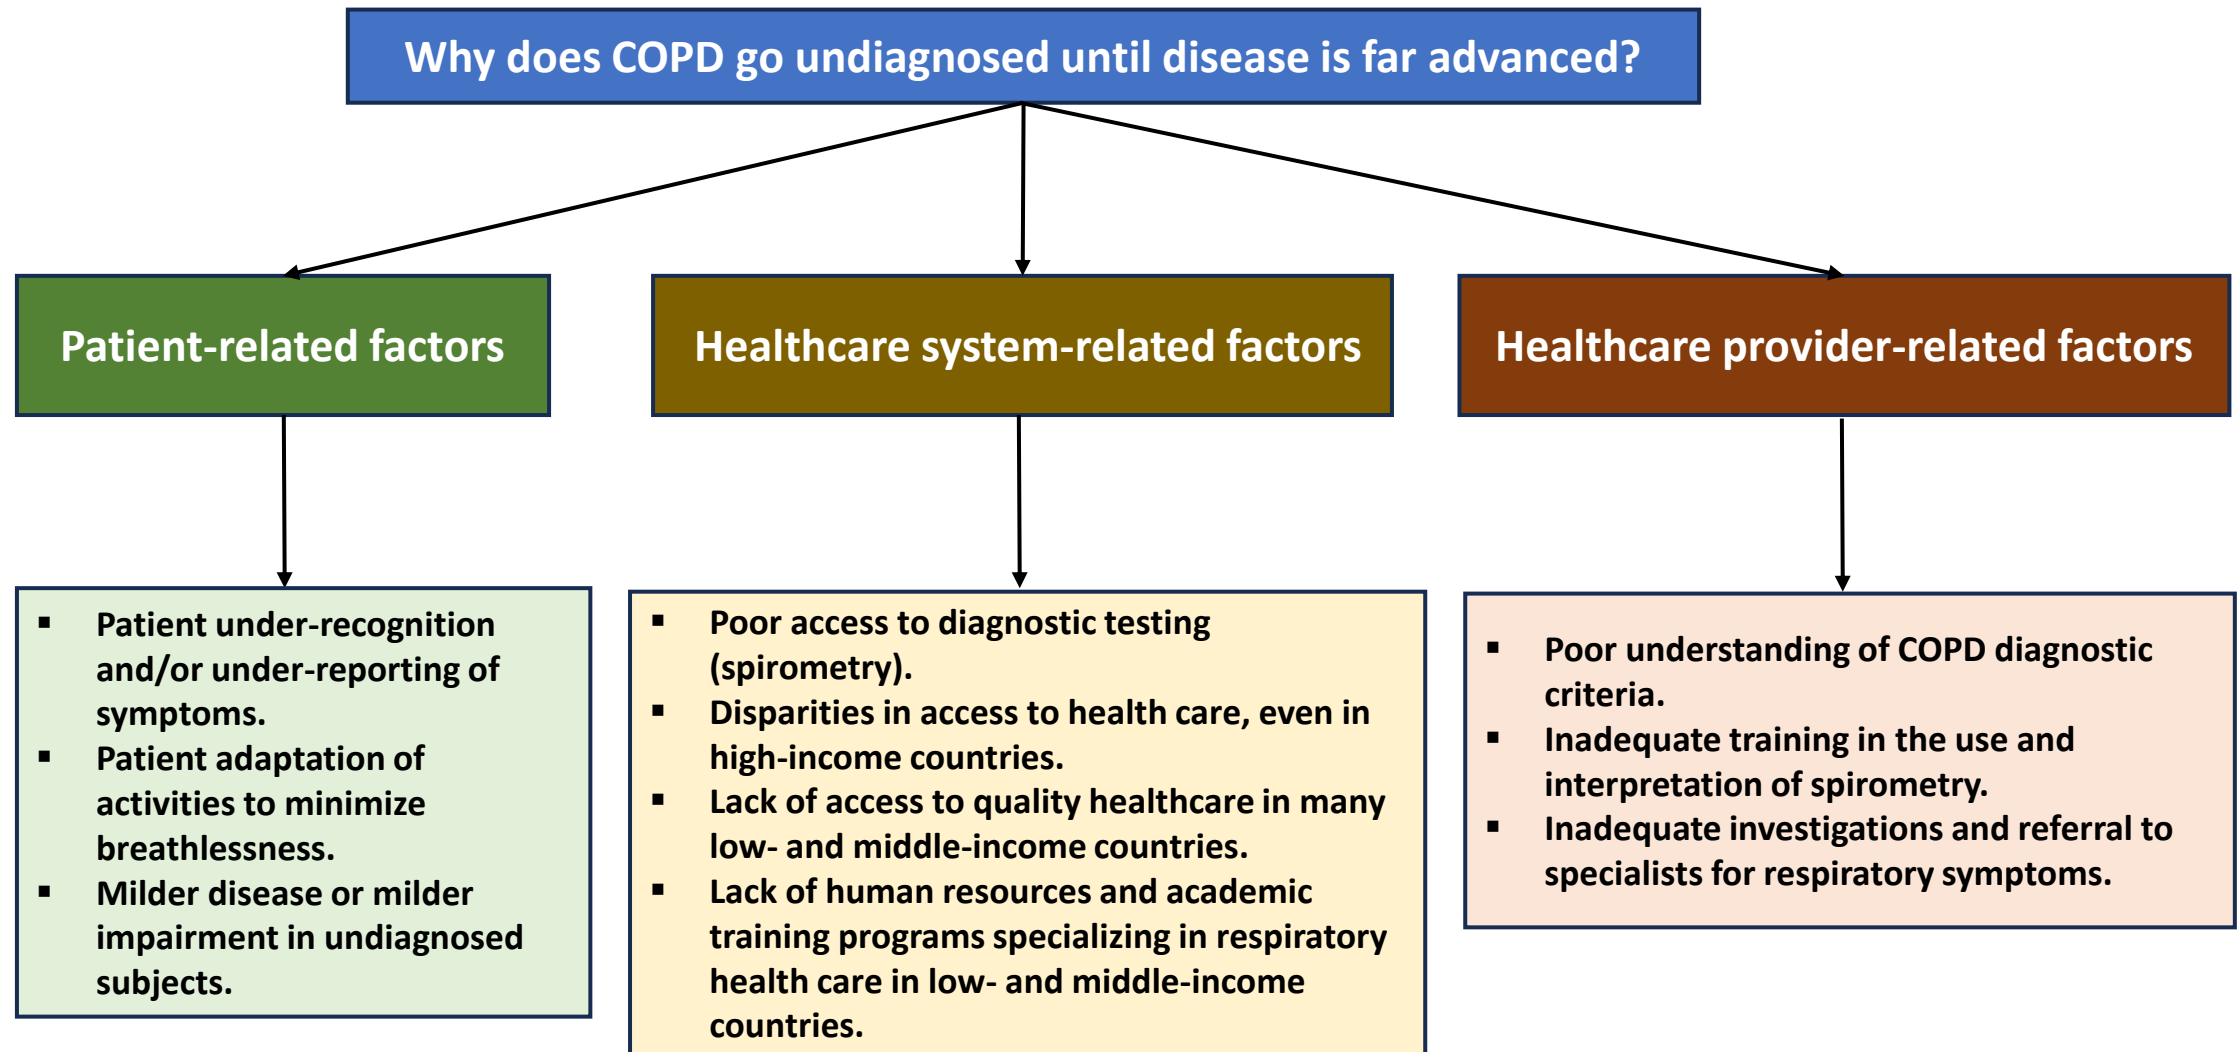 Why does COPD go undiagnosed until disease is far advanced?
Patient-related factors
Healthcare system-related factors
Healthcare provider-related factors
▪ Patient under-recognition
and/or under-reporting of
symptoms.
▪ Patient adaptation of
activities to minimize
breathlessness.
▪ Milder disease or milder
impairment in undiagnosed
subjects.
▪ Poor access to diagnostic testing
(spirometry).
▪ Disparities in access to health care, even in
high-income countries.
▪ Lack of access to quality healthcare in many
low- and middle-income countries.
▪ Lack of human resources and academic
training programs specializing in respiratory
health care in low- and middle-income
countries.
▪ Poor understanding of COPD diagnostic
criteria.
▪ Inadequate training in the use and
interpretation of spirometry.
▪ Inadequate investigations and referral to
specialists for respiratory symptoms.